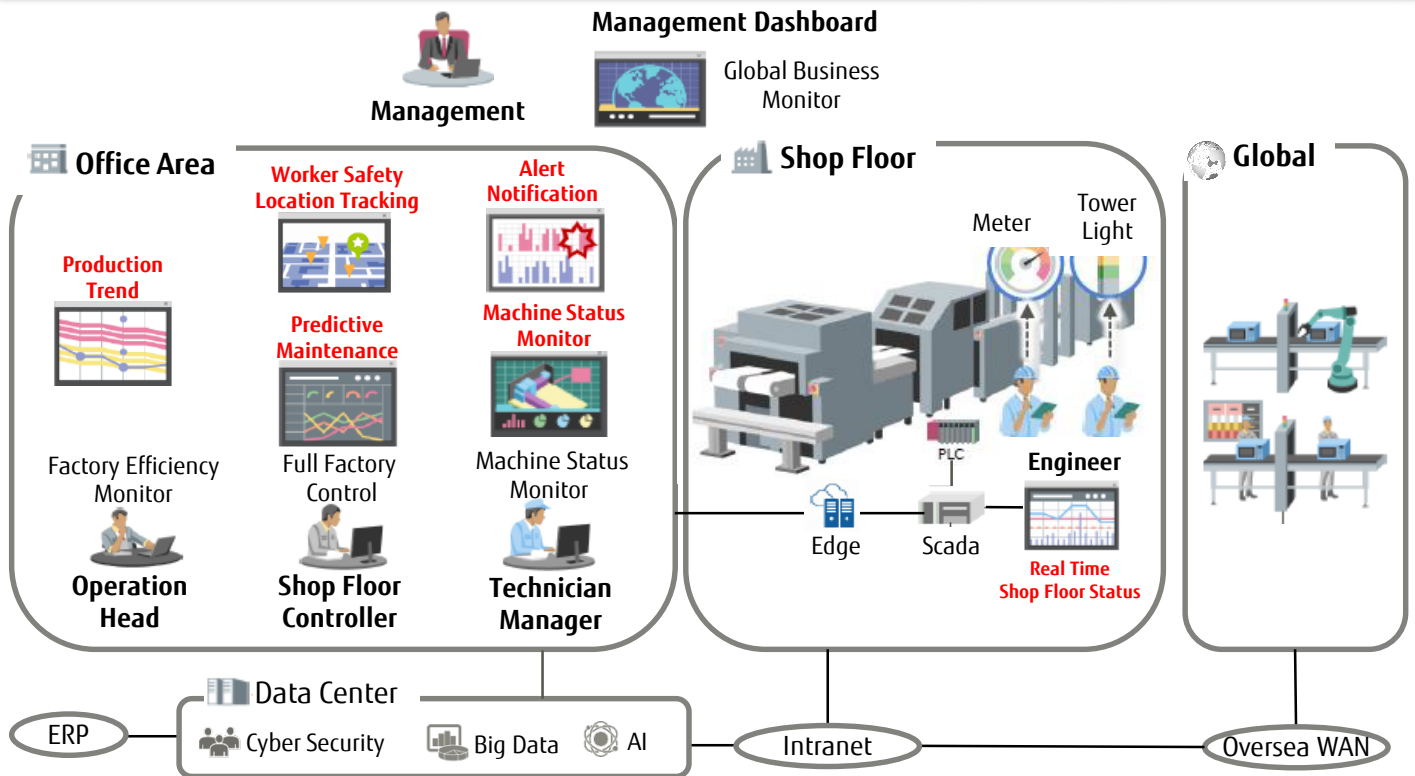 Management Dashboard
Global Business
Monitor
Management
Office Area
Worker Safety
Location Tracking
Alert
Notification
Production
Trend
Predictive
Maintenance
Machine Status
Monitor
Factory Efficiency
Monitor
Full Factory
Control
Machine Status
Monitor
Operation
Head
Shop Floor
Controller
Technician
Manager
Shop Floor
Meter
Tower
Light
PLC
Engineer
Edge
Scada
Real Time
Shop Floor Status
Global
Data Center
ERP
Cyber Security
Big Data
AI
Intranet
Oversea WAN